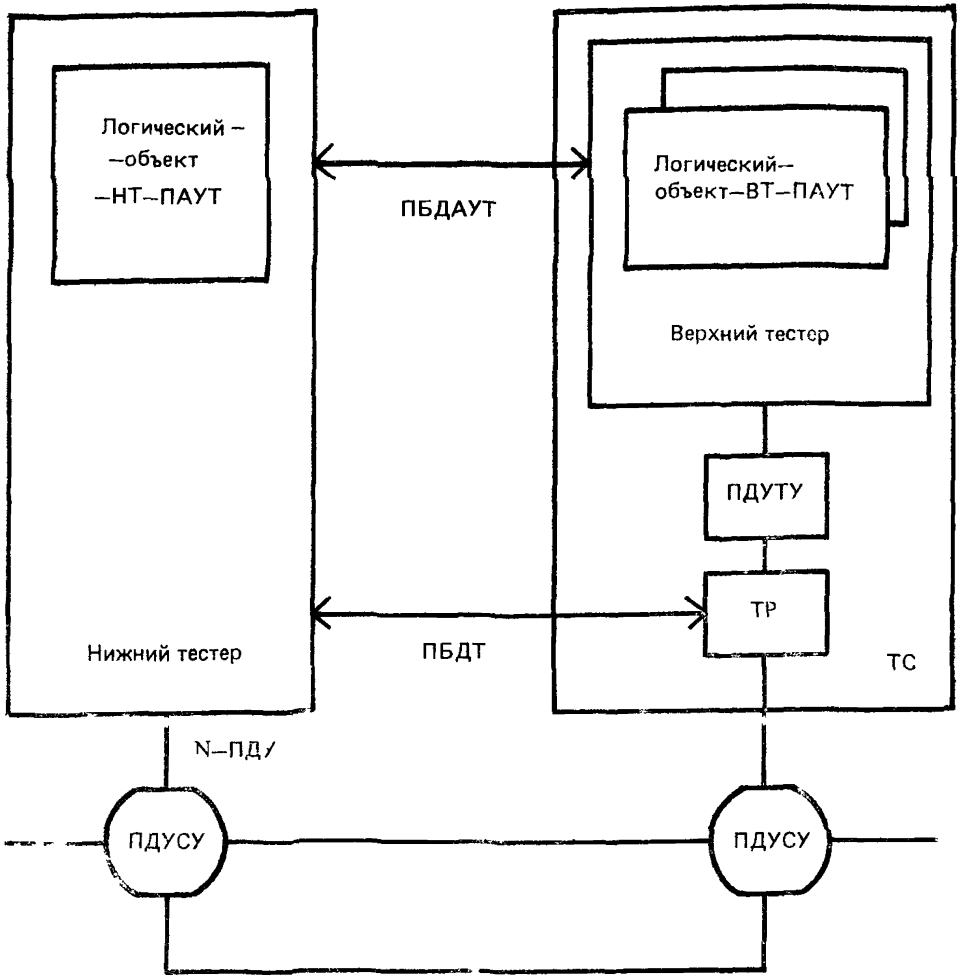 Логический –
–объект
–НТ–ПАУТ
ПБДАУТ
Логический–
объект–ВТ–ПАУТ
Верхний тестер
ПДУТУ
ТР
ПБДТ
Нижний тестер
ТС
N–ПДУ
ПДУСУ
ПДУСУ